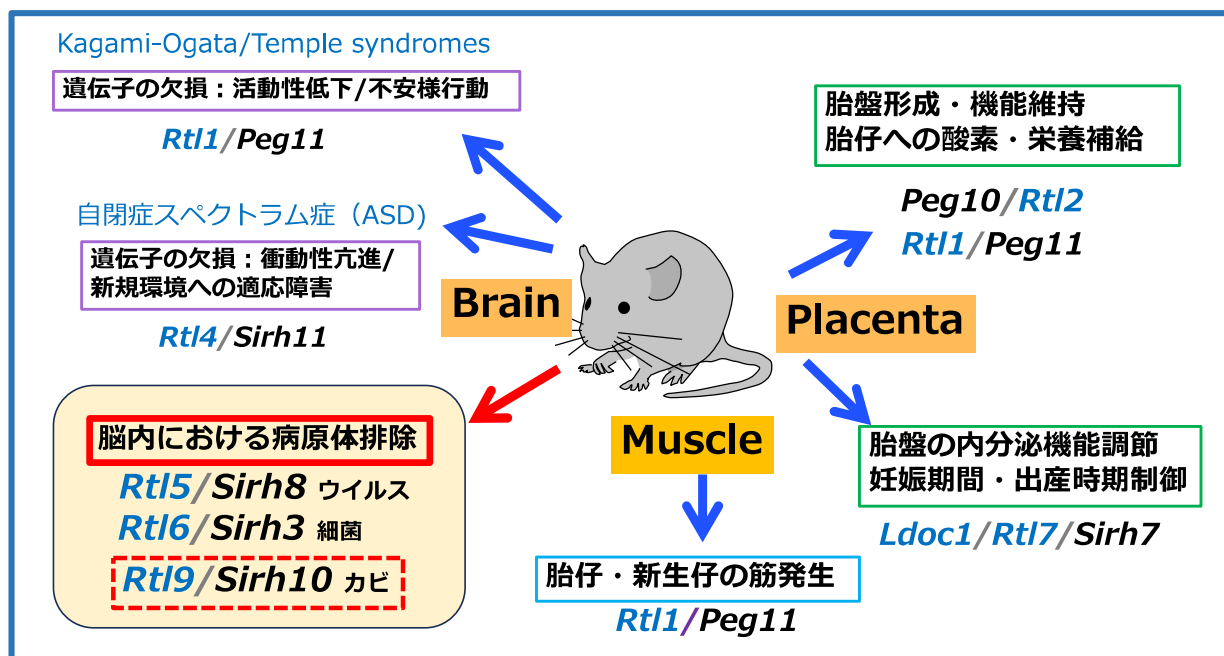 Kagami-Ogata/Temple syndromes
遺伝子の欠損：活動性低下/不安様行動
Rtl1/Peg11
自閉症スペクトラム症（ASD)
遺伝子の欠損：衝動性亢進/
新規環境への適応障害
Rtl4/Sirh11
Brain
脳内における病原体排除
Rtl5/Sirh8 ウイルス
Rtl6/Sirh3 細菌
Rtl9/Sirh10 カビ
Muscle
胎仔・新生仔の筋発生
Rtl1/Peg11
胎盤形成・機能維持
胎仔への酸素・栄養補給
Peg10/Rtl2
Rtl1/Peg11
Placenta
胎盤の内分泌機能調節
妊娠期間・出産時期制御
Ldoc1/Rtl7/Sirh7